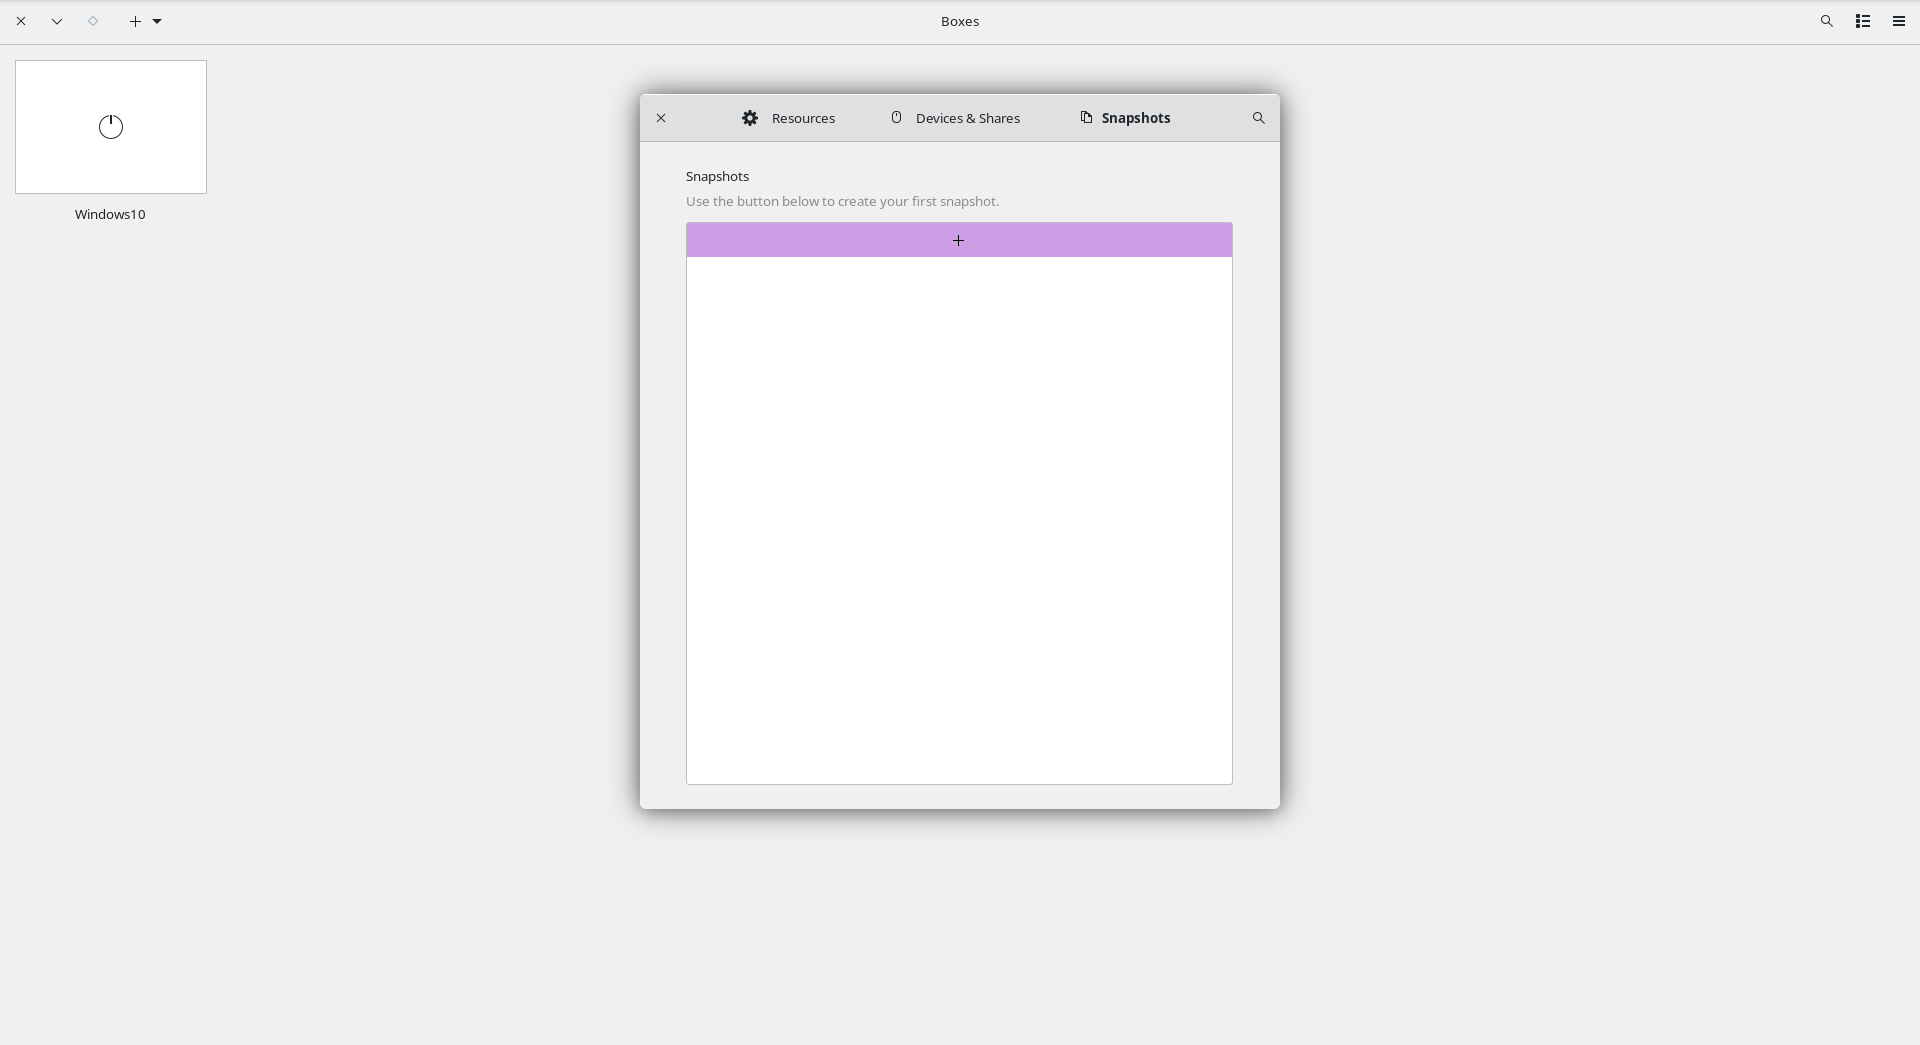 Boxes
Windows10
Resources
Devices & Shares
Snapshots
Snapshots
Use the button below to create your first snapshot.